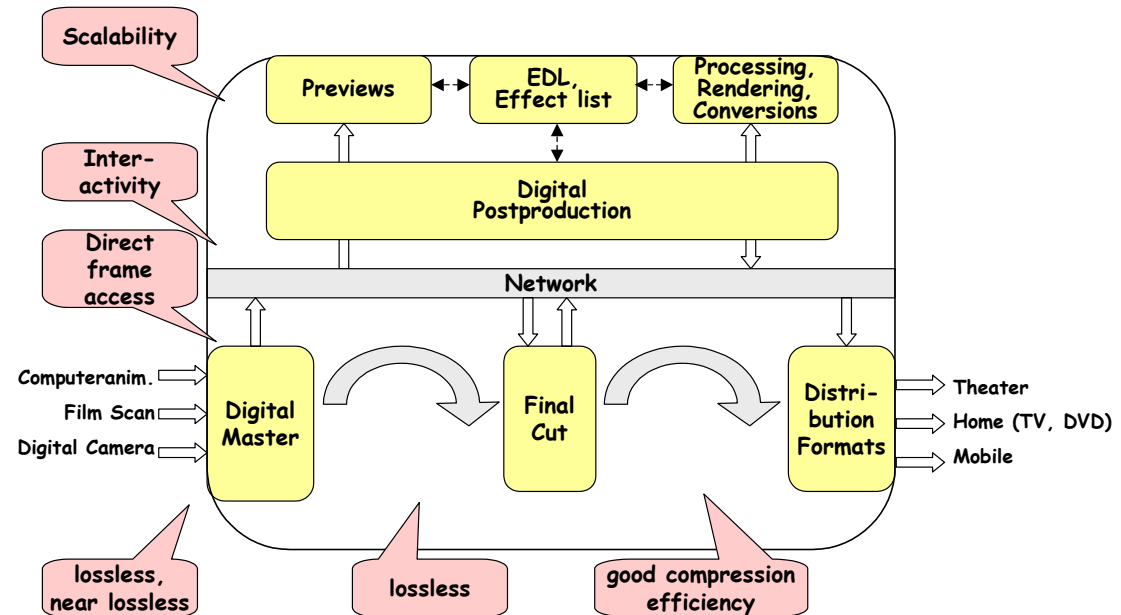 Scalability
Previews
EDL,
Effect list
Processing,
Rendering,
Conversions
Inter-
activity
Digital
Postproduction
Direct
frame
access
Network
Computeranim.
Film Scan
Digital Camera
Digital
Master
Final
Cut
Distri-
bution
Formats
Theater
Home (TV, DVD)
Mobile
lossless,
near lossless
lossless
good compression
efficiency